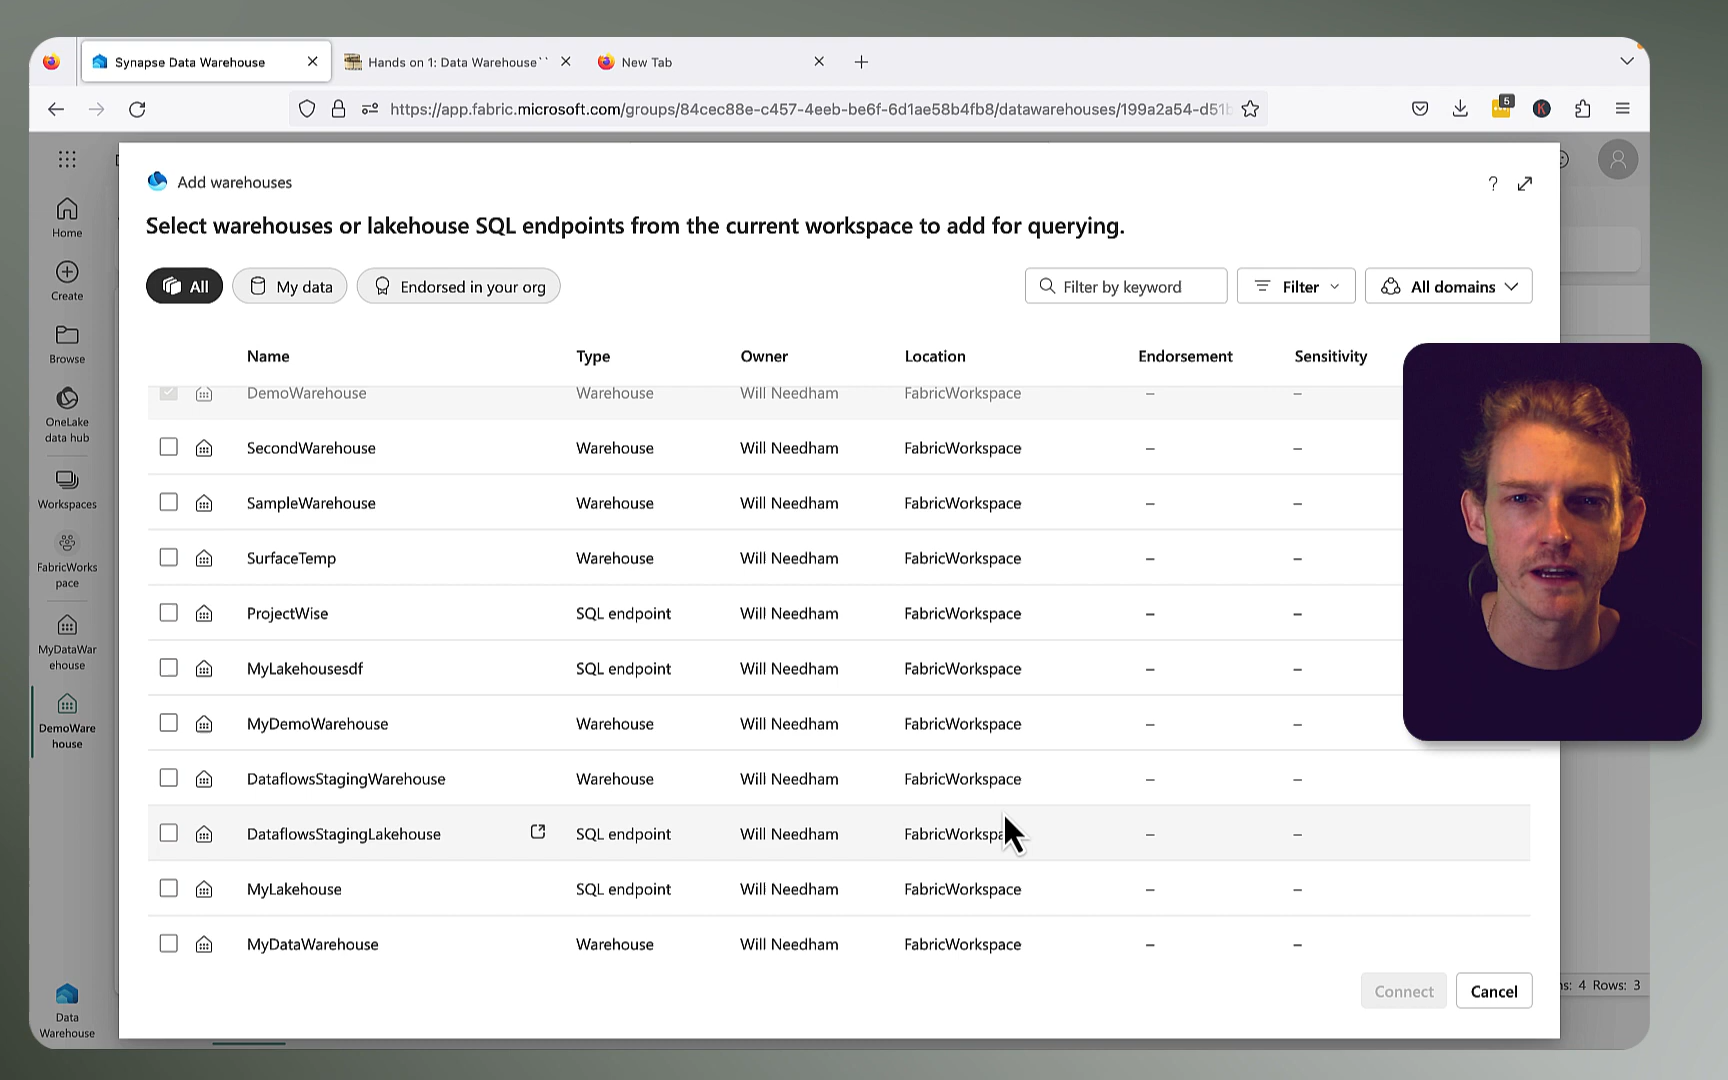 Synapse Data Warehouse
Hands on 1: Data Warehouse``
New Tab
https://app.fabric.microsoft.com/groups/84cec88e-c457-4eeb-be6f-6d1ae58b4fb8/datawarehouses/199a2a54-d51b
5
K
Home
Create
Browse
OneLake
data hub
Workspaces
FabricWorks
pace
MyDataWar
ehouse
DemoWare
house
Data
Warehouse
Add warehouses
?
Select warehouses or lakehouse SQL endpoints from the current workspace to add for querying.
All
My data
Endorsed in your org
Filter by keyword
Filter
All domains
Name Type Owner Location Endorsement Sensitivity
DemoWarehouse Warehouse Will Needham FabricWorkspace – –
SecondWarehouse Warehouse Will Needham FabricWorkspace – –
SampleWarehouse Warehouse Will Needham FabricWorkspace – –
SurfaceTemp Warehouse Will Needham FabricWorkspace – –
ProjectWise SQL endpoint Will Needham FabricWorkspace – –
MyLakehousesdf SQL endpoint Will Needham FabricWorkspace – –
MyDemoWarehouse Warehouse Will Needham FabricWorkspace – –
DataflowsStagingWarehouse Warehouse Will Needham FabricWorkspace – –
DataflowsStagingLakehouse SQL endpoint Will Needham FabricWorkspa – –
MyLakehouse SQL endpoint Will Needham FabricWorkspace – –
MyDataWarehouse Warehouse Will Needham FabricWorkspace – –
Connect
Cancel
ns: 4 Rows: 3